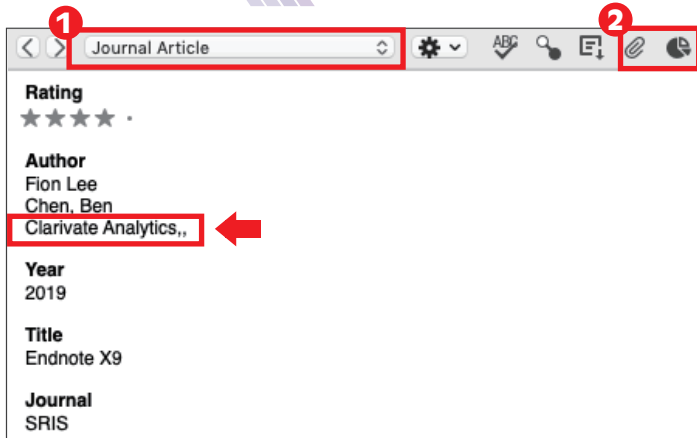 1
2
Journal Article
ABC
Rating
Author
Fion Lee
Chen, Ben
Clarivate Analytics,,
Year
2019
Title
Endnote X9
Journal
SRIS